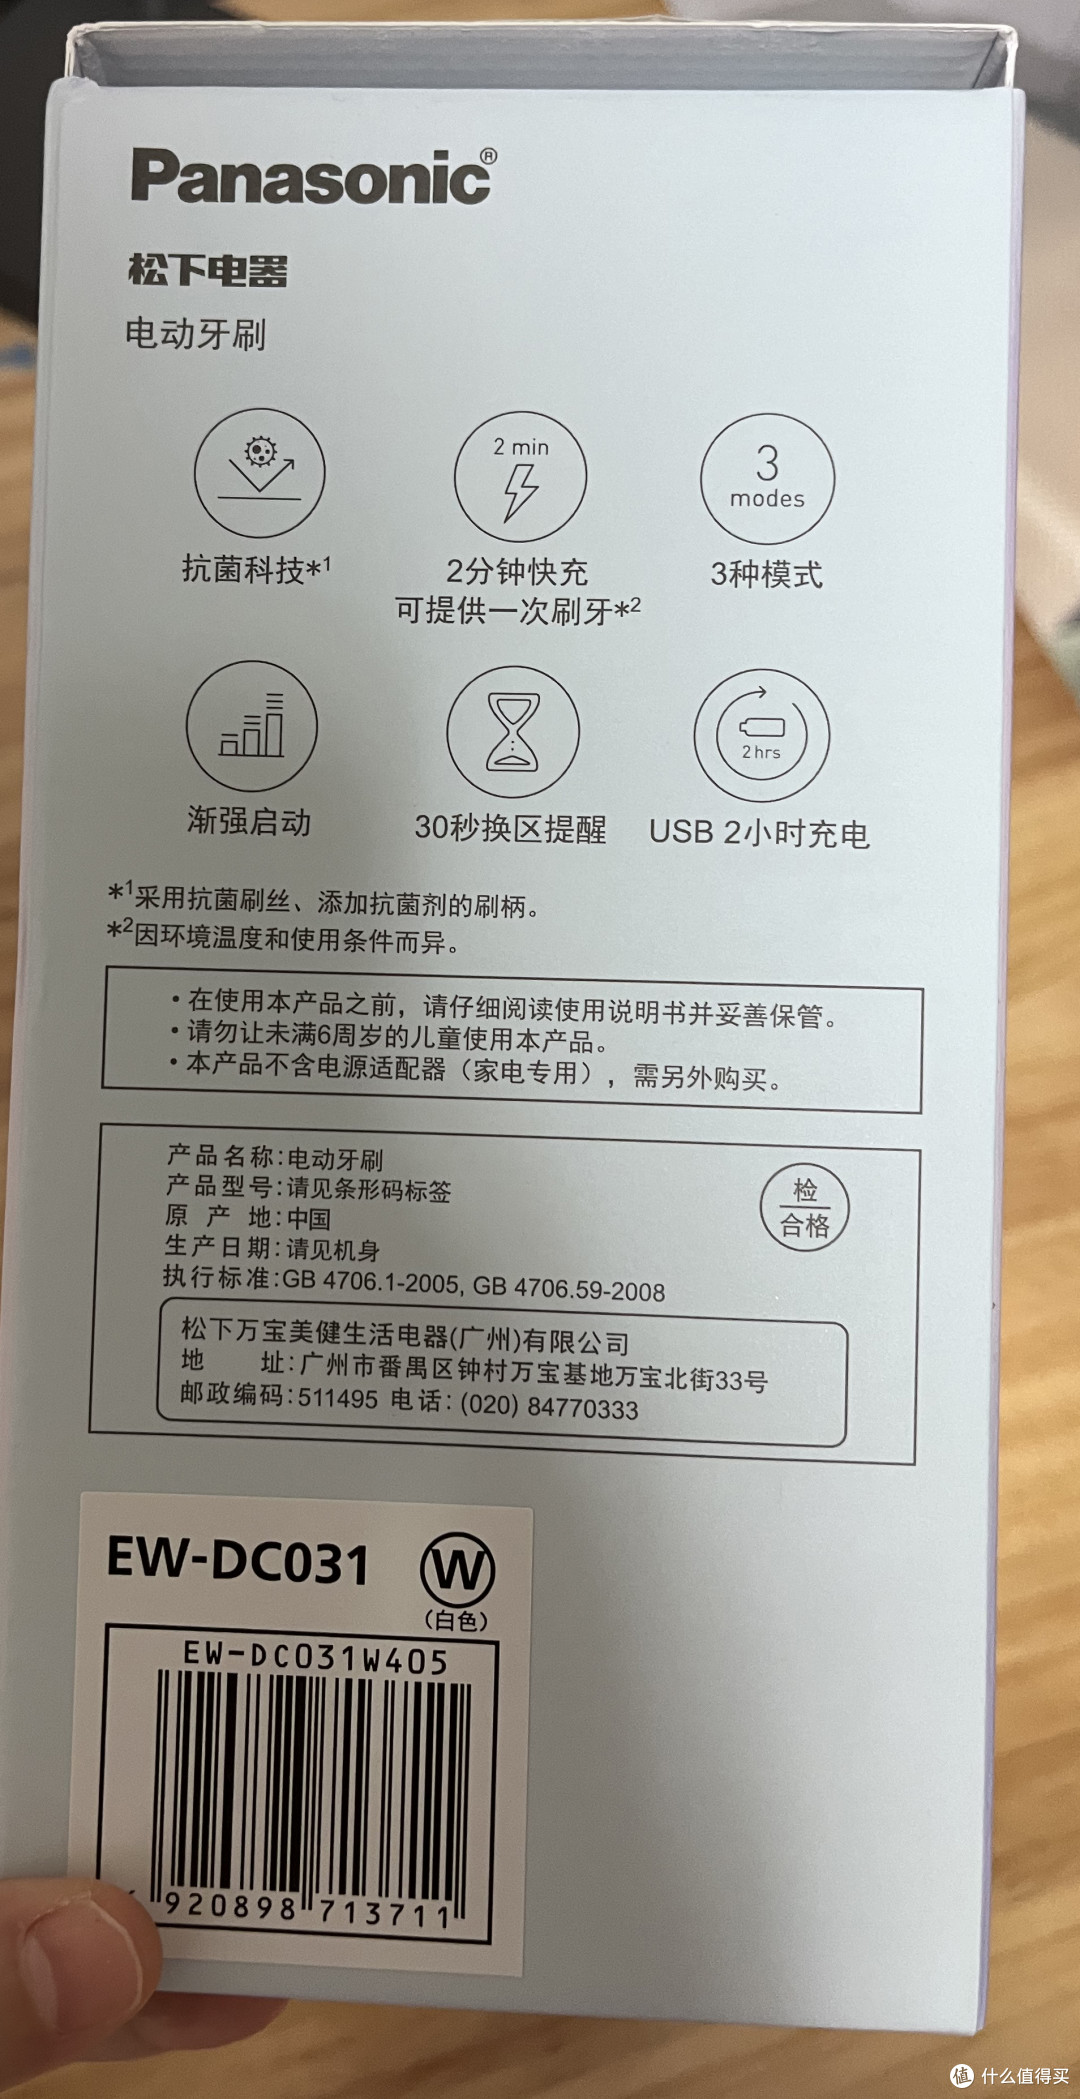 Panasonic®
松下电器
电动牙刷
2 min
3
modes
抗菌科技*1
2分钟快充
可提供一次刷牙*2
3种模式
2hrs
渐强启动
30秒换区提醒
USB 2小时充电
*1采用抗菌刷丝、添加抗菌剂的刷柄。
*2因环境温度和使用条件而异。
・在使用本产品之前，请仔细阅读使用说明书并妥善保管。
・请勿让未满6周岁的儿童使用本产品。
・本产品不含电源适配器（家电专用），需另外购买。
产品名称:电动牙刷
产品型号:请见条形码标签
原 产 地:中国
生产日期:请见机身
执行标准:GB 4706.1-2005, GB 4706.59-2008
检
合格
松下万宝美健生活电器(广州)有限公司
地 址:广州市番禺区钟村万宝基地万宝北街33号
邮政编码:511495 电话: (020) 84770333
EW-DC031
W
(白色)
EW-DC031W405
920898 713711
值 什么值得买